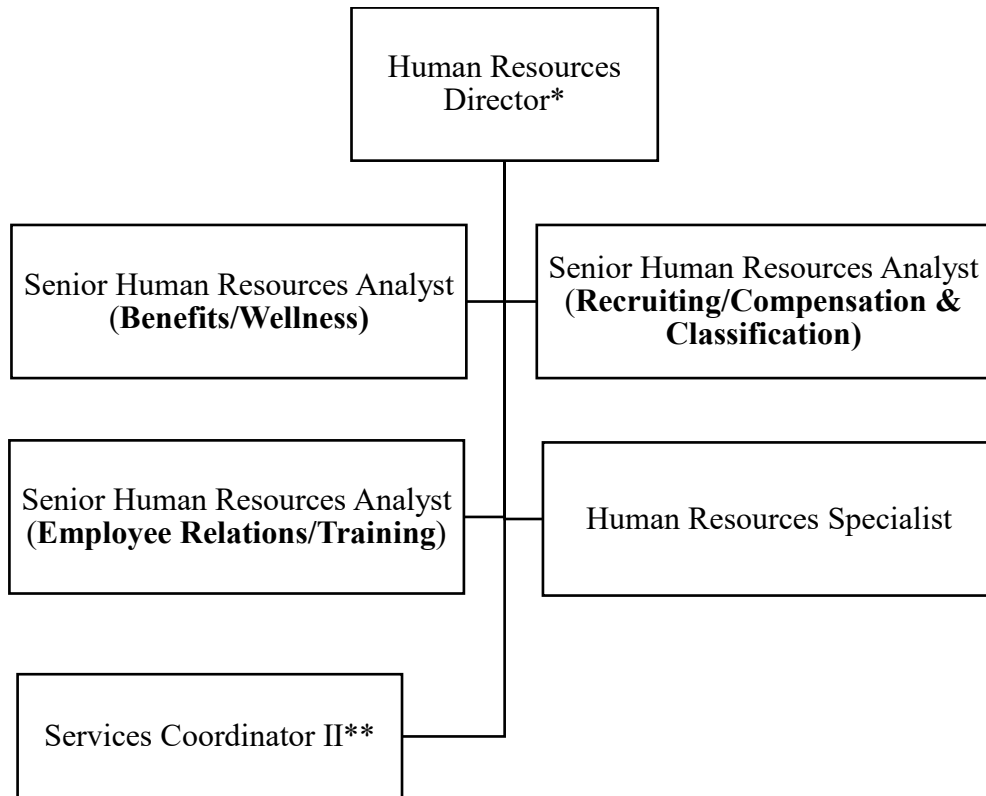 Human Resources
Director*
Senior Human Resources Analyst
(Benefits/Wellness)
Senior Human Resources Analyst
(Recruiting/Compensation &
Classification)
Senior Human Resources Analyst
(Employee Relations/Training)
Human Resources Specialist
Services Coordinator II**